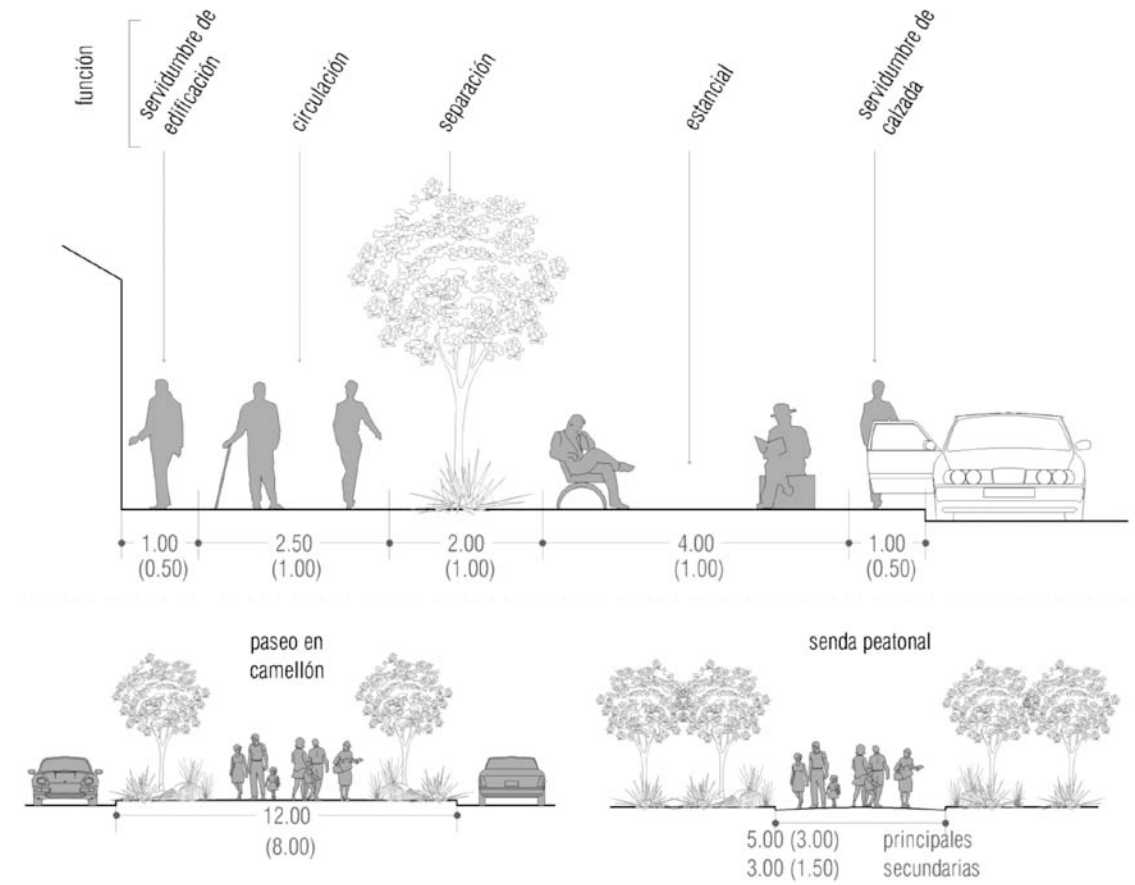 función
servidumbre de
edificación
circulación
separación
estancial
servidumbre de
calzada
1.00 2.50 2.00 4.00 1.00
(0.50) (1.00) (1.00) (1.00) (0.50)
paseo en
camellón
12.00
(8.00)
senda peatonal
5.00 (3.00) principales
3.00 (1.50) secundarias